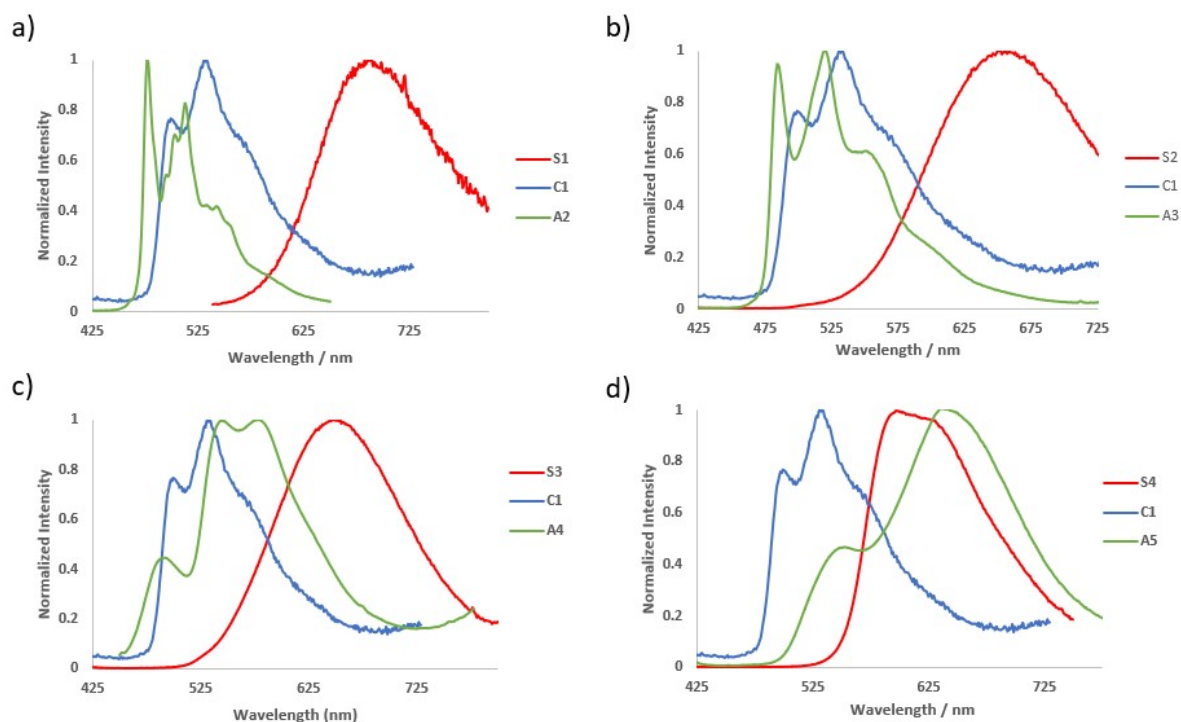 a)
1
0.8
0.6
0.4
0.2
0
Normalized Intensity
425
525
625
725
Wavelength / nm
S1
C1
A2
b)
1
0.8
0.6
0.4
0.2
0
Normalized Intensity
425
475
525
575
625
675
725
Wavelength / nm
S2
C1
A3
c)
1
0.8
0.6
0.4
0.2
0
Normalized Intensity
425
525
625
725
Wavelength (nm)
S3
C1
A4
d)
1
0.8
0.6
0.4
0.2
0
Normalized Intensity
425
525
625
725
Wavelength / nm
S4
C1
A5